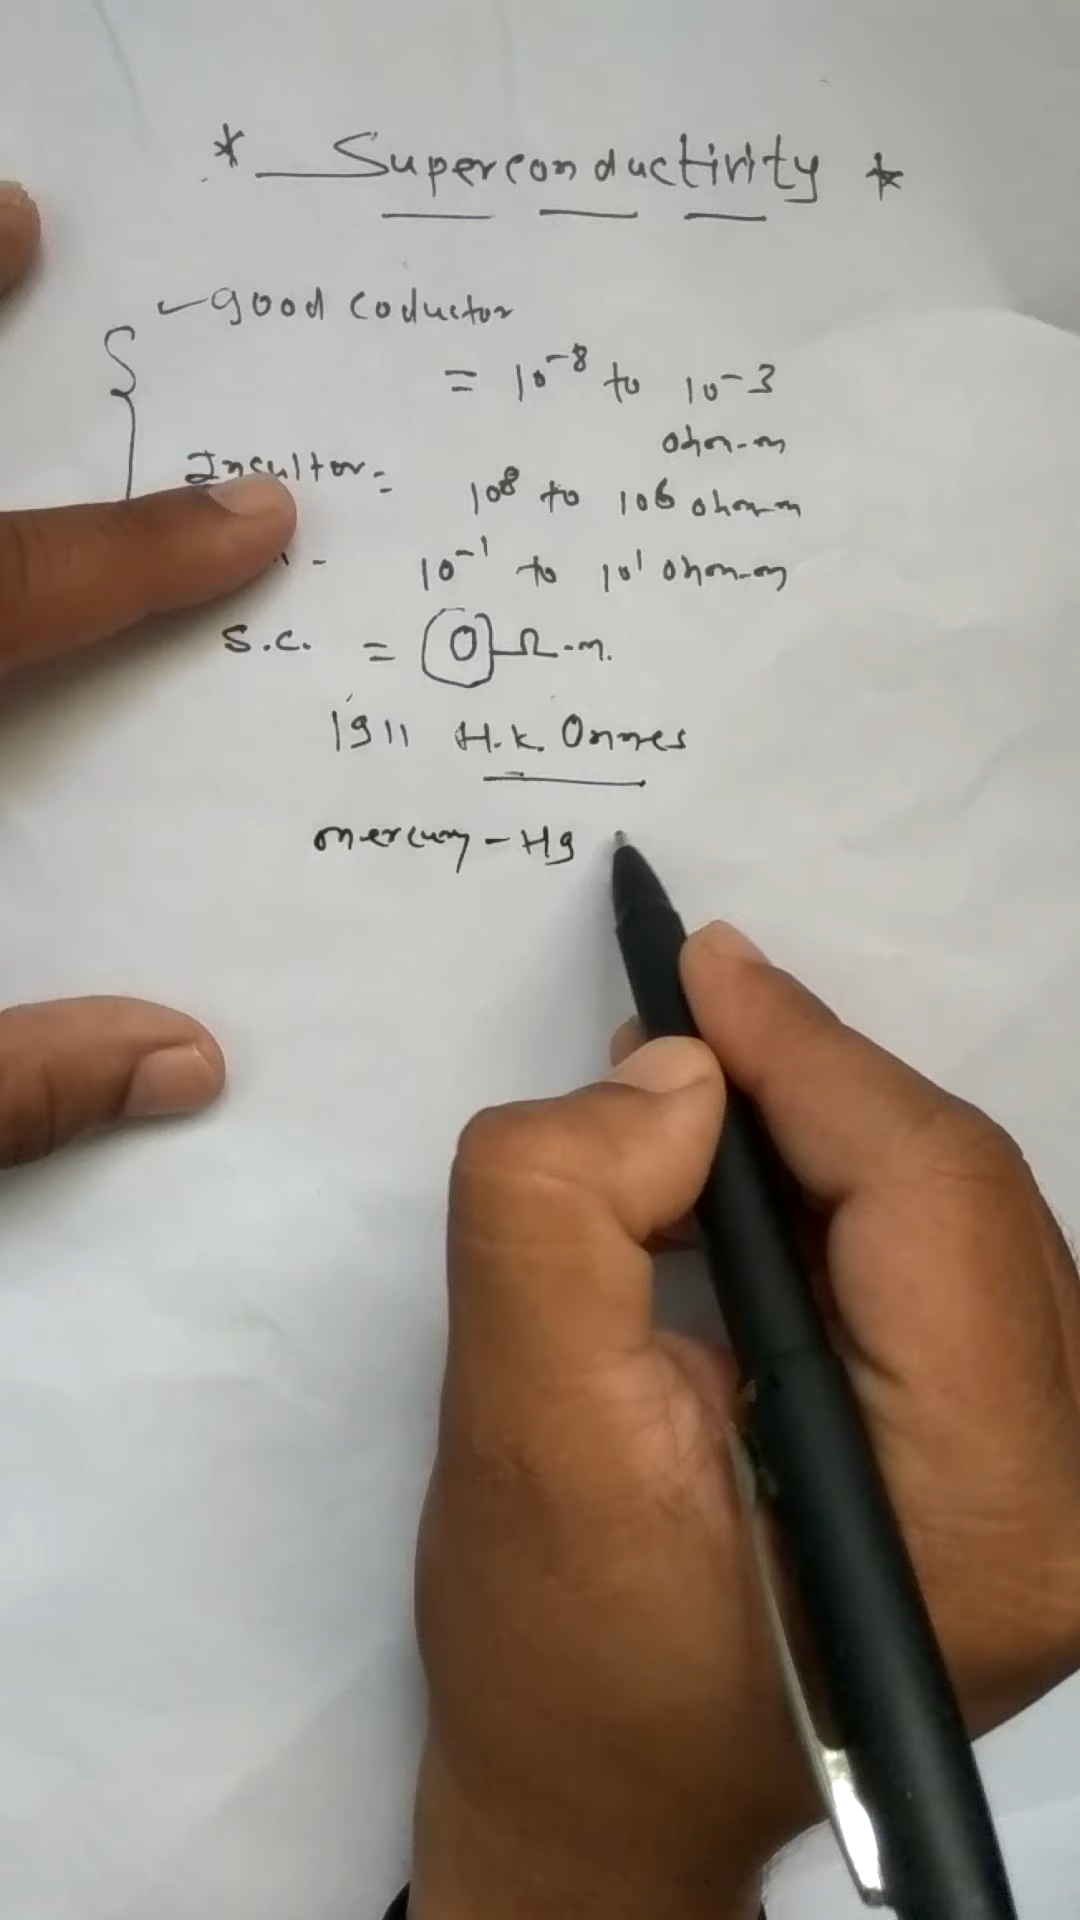 * Superconductivity *
good coductor
= 10⁻⁸ to 10-3
ohm-m
Insultor = 10⁸ to 10⁶ ohm-m
10⁻¹ to 10¹ ohm-m
S.C. = 0 Ω-m.
1911 H.K. Onnes
mercury - Hg